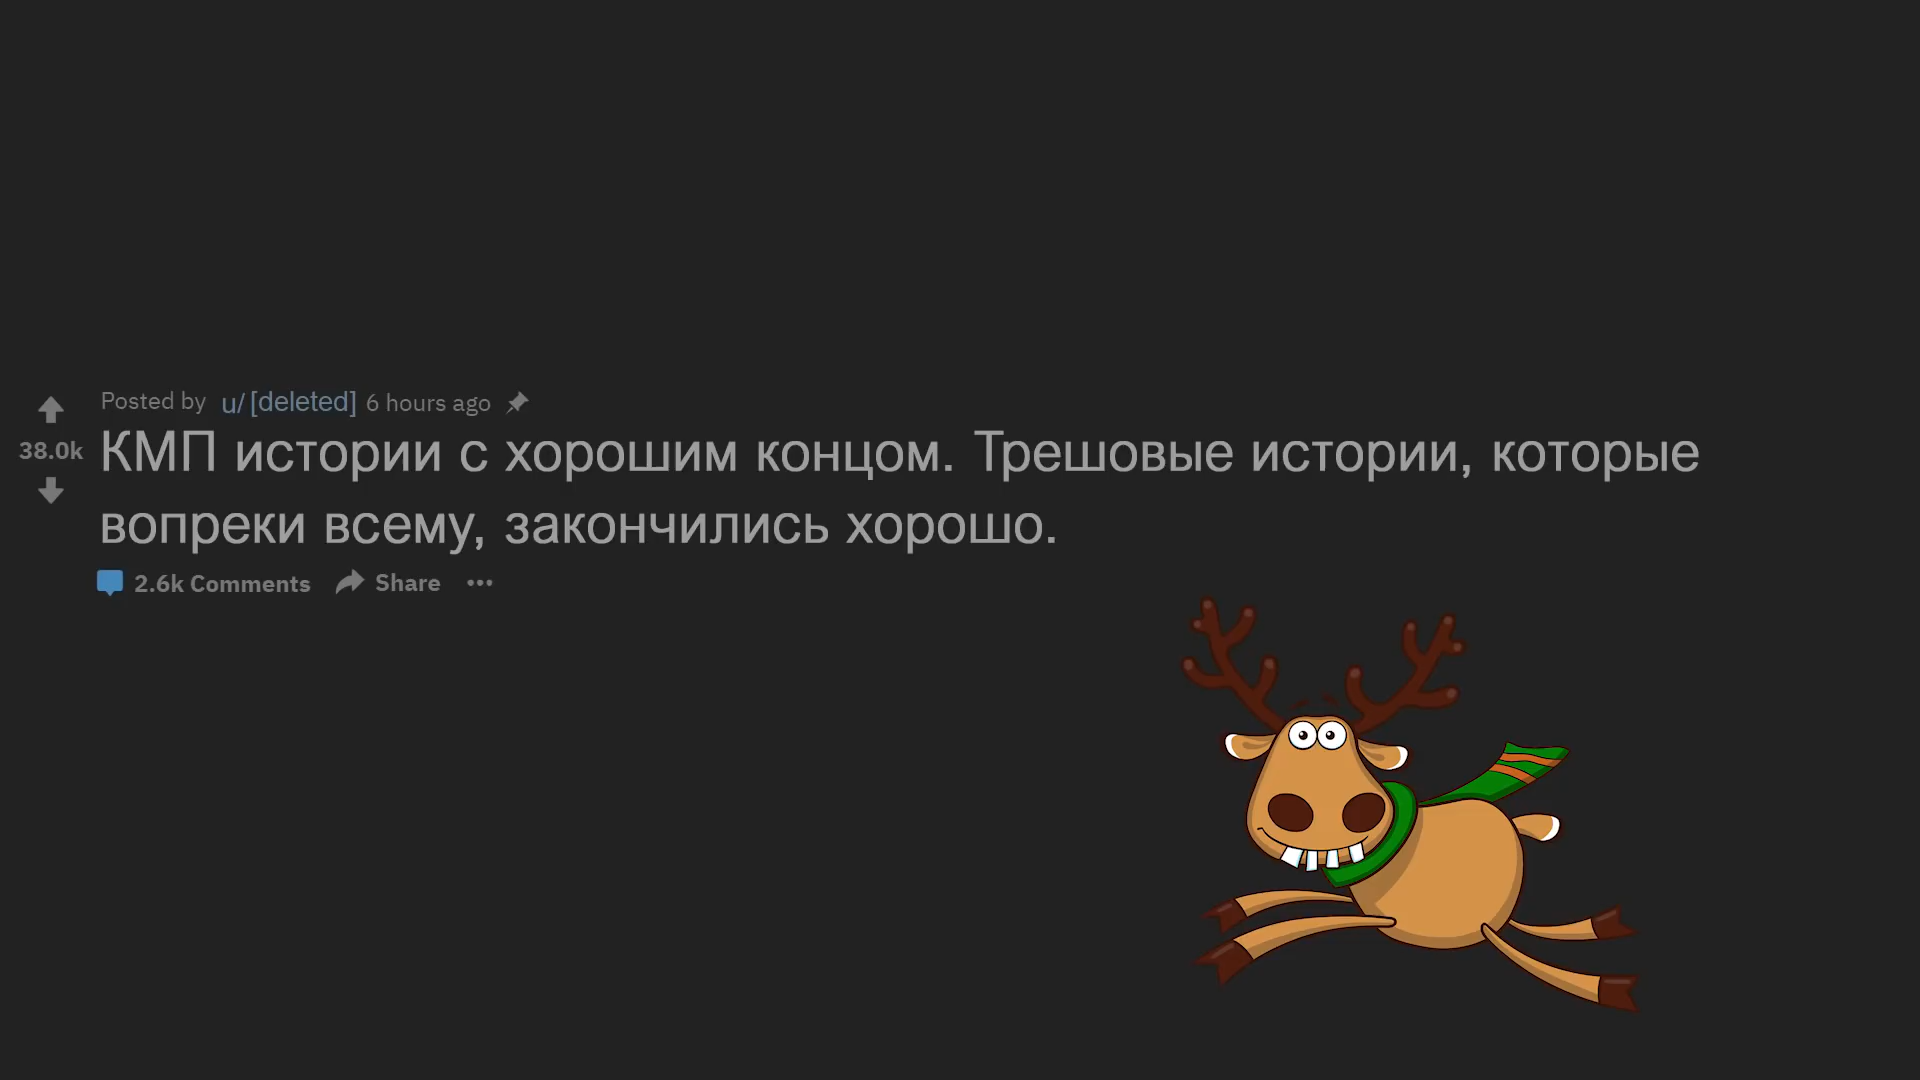 Posted by u/[deleted] 6 hours ago
38.0k
КМП истории с хорошим концом. Трешовые истории, которые
вопреки всему, закончились хорошо.
2.6k Comments Share